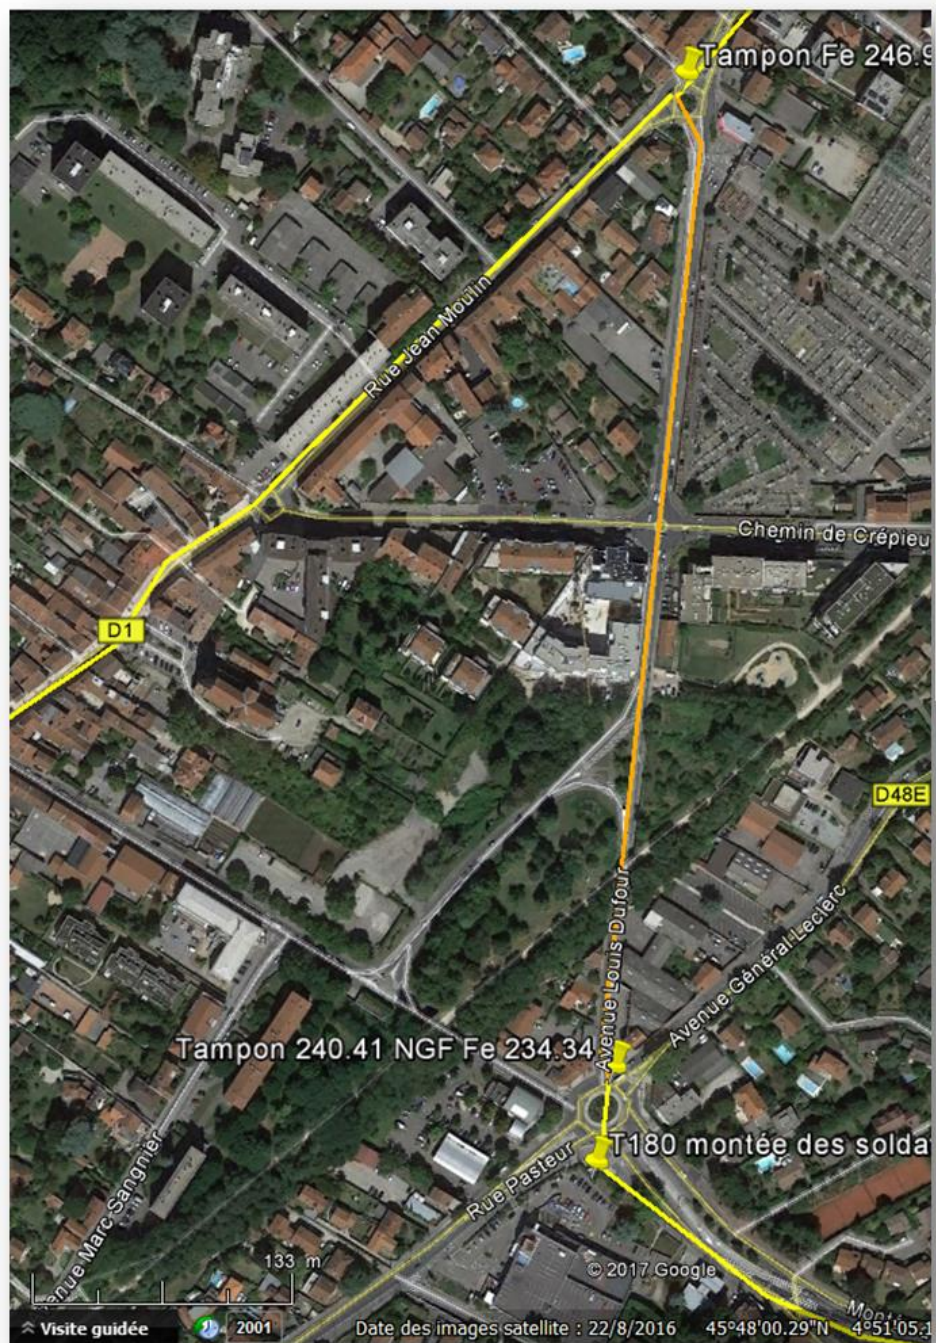 Tampon Fe 246.9
Rue Jean Moulin
Chemin de Crépieu
D1
D48E
Avenue Louis Dufour
Avenue Général Leclerc
Tampon 240.41 NGF Fe 234.34
T180 montée des solda
Rue Pasteur
enue Marc Sangnier
133 m
© 2017 Google
Monté
Visite guidée
2001
Date des images satellite : 22/8/2016 45°48'00.29"N 4°51'05.1